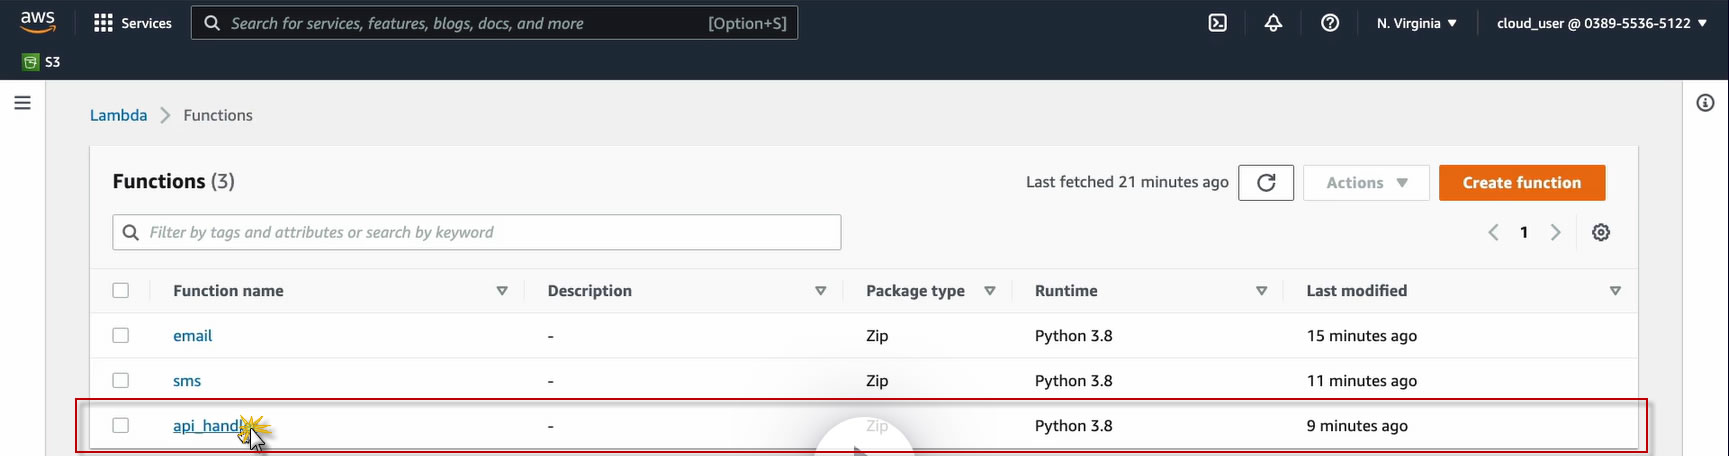 aws Services Search for services, features, blogs, docs, and more [Option+S] N. Virginia ▼ cloud_user @ 0389-5536-5122 ▼
S3
Lambda > Functions
Functions (3) Last fetched 21 minutes ago Actions ▼ Create function
Filter by tags and attributes or search by keyword < 1 >
Function name Description Package type Runtime Last modified
email - Zip Python 3.8 15 minutes ago
sms - Zip Python 3.8 11 minutes ago
- Zip Python 3.8 9 minutes ago